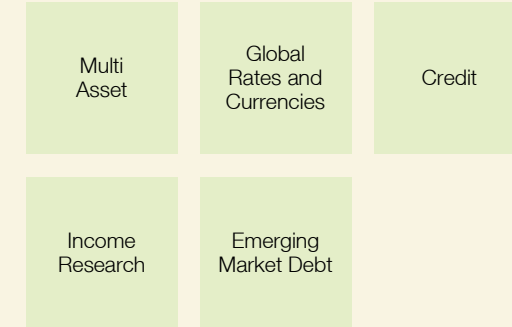 Multi
Asset
Global
Rates and
Currencies
Credit
Income
Research
Emerging
Market Debt